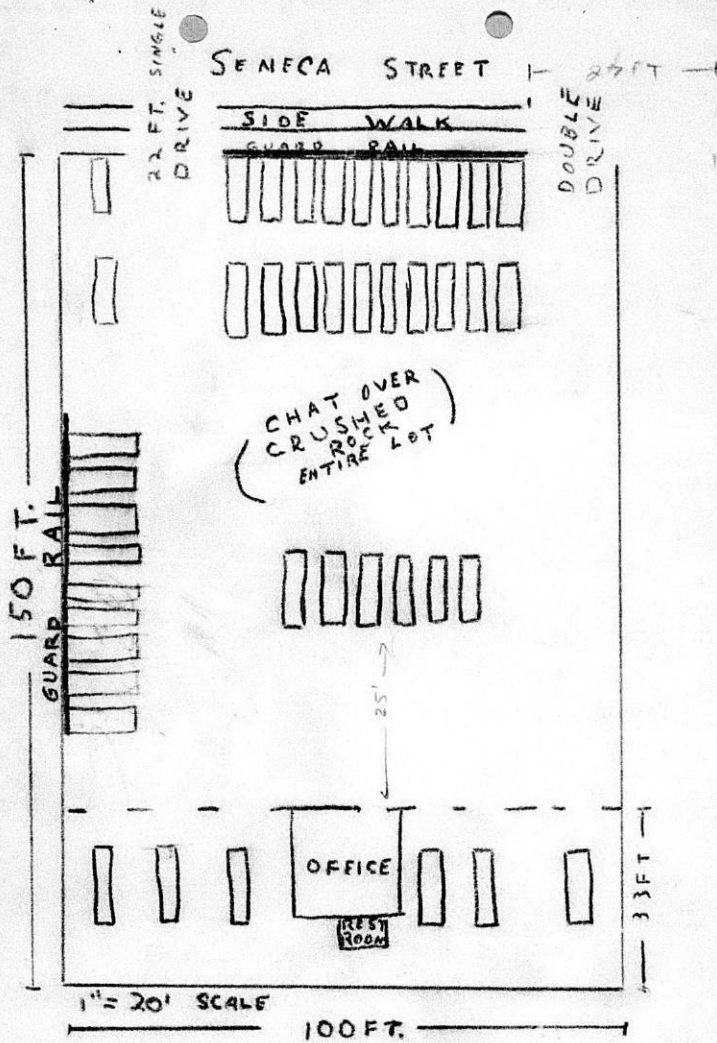 SENECA STREET
22 FT. SINGLE
DRIVE
24 FT
DOUBLE
DRIVE
SIDE WALK
GUARD RAIL
CHAT OVER
CRUSHED
ROCK
ENTIRE LOT
150 FT.
GUARD RAIL
25'
OFFICE
REST
ROOM
33 FT
1" = 20' SCALE
100 FT.